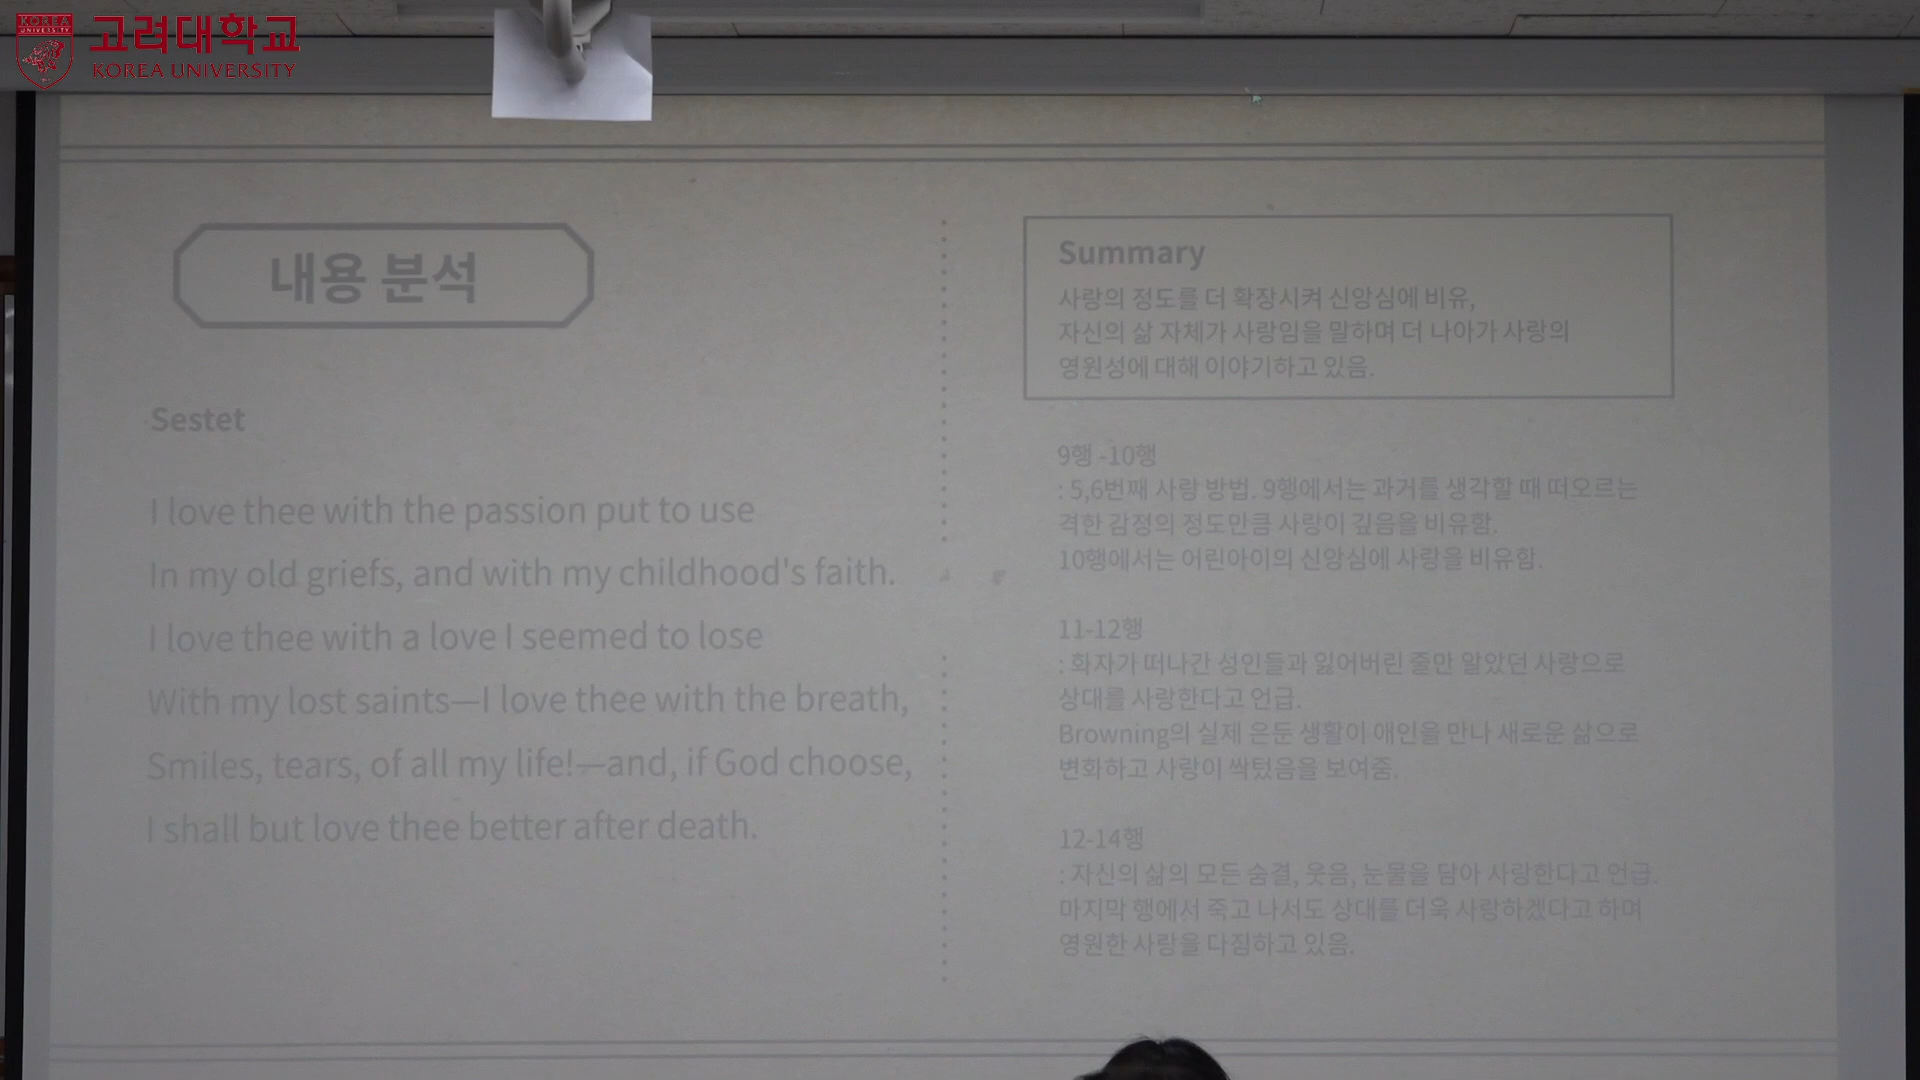 KOREA
UNIVERSITY
고려대학교
KOREA UNIVERSITY
내용 분석
Sestet
I love thee with the passion put to use
In my old griefs, and with my childhood's faith.
I love thee with a love I seemed to lose
With my lost saints—I love thee with the breath,
Smiles, tears, of all my life!—and, if God choose,
I shall but love thee better after death.
Summary
사랑의 정도를 더 확장시켜 신앙심에 비유,
자신의 삶 자체가 사랑임을 말하며 더 나아가 사랑의
영원성에 대해 이야기하고 있음.
9행 -10행
: 5,6번째 사랑 방법. 9행에서는 과거를 생각할 때 떠오르는
격한 감정의 정도만큼 사랑이 깊음을 비유함.
10행에서는 어린아이의 신앙심에 사랑을 비유함.
11-12행
: 화자가 떠나간 성인들과 잃어버린 줄만 알았던 사랑으로
상대를 사랑한다고 언급.
Browning의 실제 은둔 생활이 애인을 만나 새로운 삶으로
변화하고 사랑이 싹텄음을 보여줌.
12-14행
: 자신의 삶의 모든 숨결, 웃음, 눈물을 담아 사랑한다고 언급.
마지막 행에서 죽고 나서도 상대를 더욱 사랑하겠다고 하며
영원한 사랑을 다짐하고 있음.